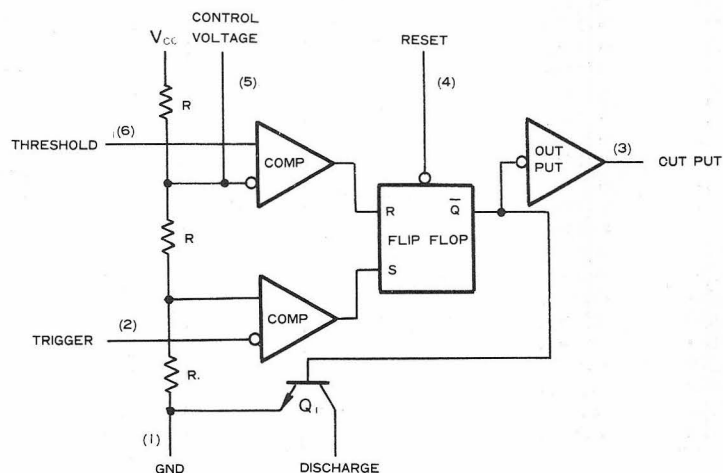 CONTROL
VOLTAGE
VCC
RESET
(5)
(4)
R
(6)
THRESHOLD
COMP
OUT
PUT
(3)
CUT PUT
R
Q
FLIP FLOP
R
S
COMP
(2)
TRIGGER
R.
Q1
(1)
GND
DISCHARGE